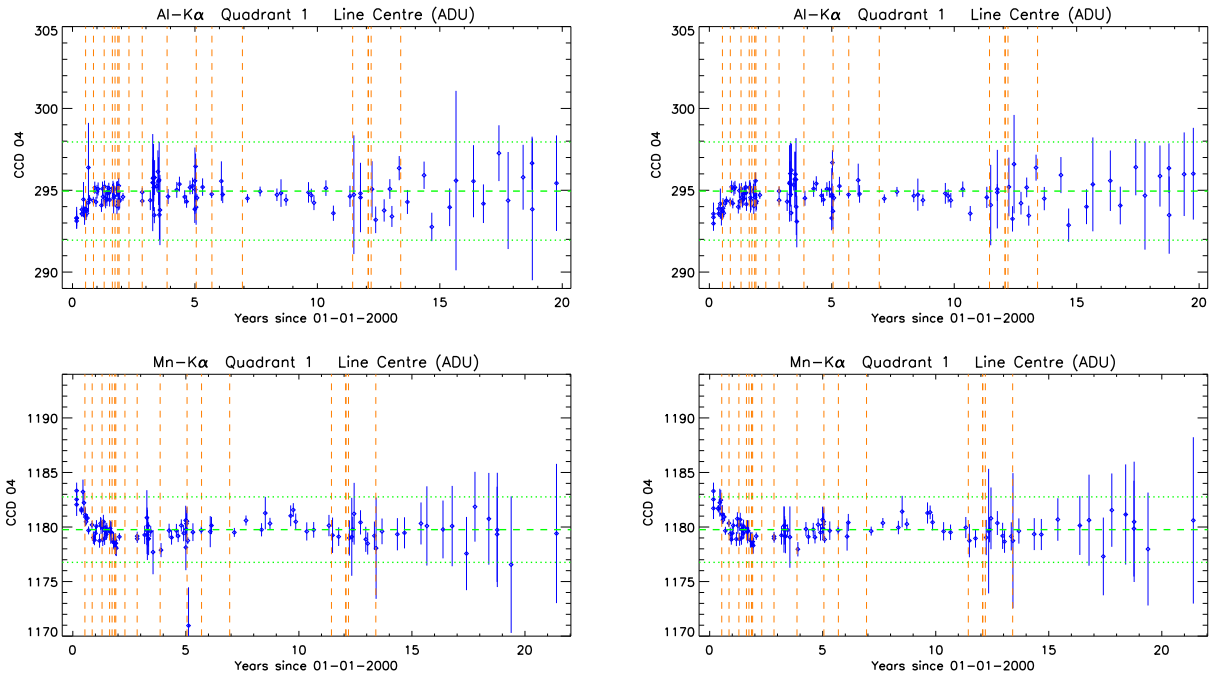 Al-Kα Quadrant 1 Line Centre (ADU)
305
300
295
290
CCD 04
0 5 10 15 20
Years since 01-01-2000
Al-Kα Quadrant 1 Line Centre (ADU)
305
300
295
290
CCD 04
0 5 10 15 20
Years since 01-01-2000
Mn-Kα Quadrant 1 Line Centre (ADU)
1190
1185
1180
1175
1170
CCD 04
0 5 10 15 20
Years since 01-01-2000
Mn-Kα Quadrant 1 Line Centre (ADU)
1190
1185
1180
1175
1170
CCD 04
0 5 10 15 20
Years since 01-01-2000